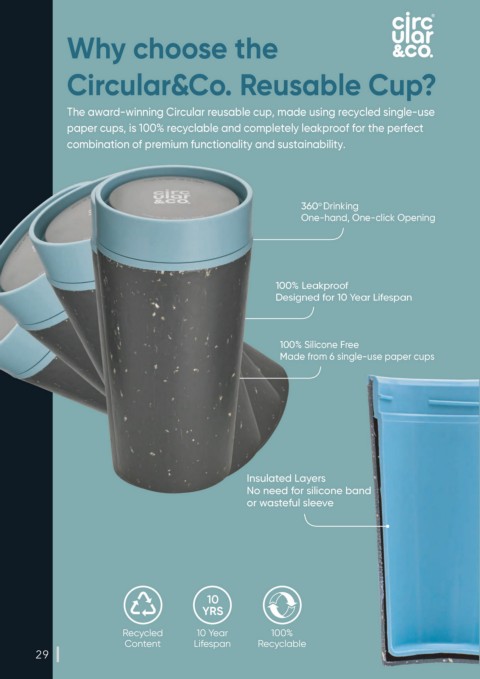 circ
ular
&co.
Why choose the
Circular&Co. Reusable Cup?
The award-winning Circular reusable cup, made using recycled single-use
paper cups, is 100% recyclable and completely leakproof for the perfect
combination of premium functionality and sustainability.
circ
ular
&co.
360° Drinking
One-hand, One-click Opening
100% Leakproof
Designed for 10 Year Lifespan
100% Silicone Free
Made from 6 single-use paper cups
Insulated Layers
No need for silicone band
or wasteful sleeve
10
YRS
Recycled
Content
10 Year
Lifespan
100%
Recyclable
29